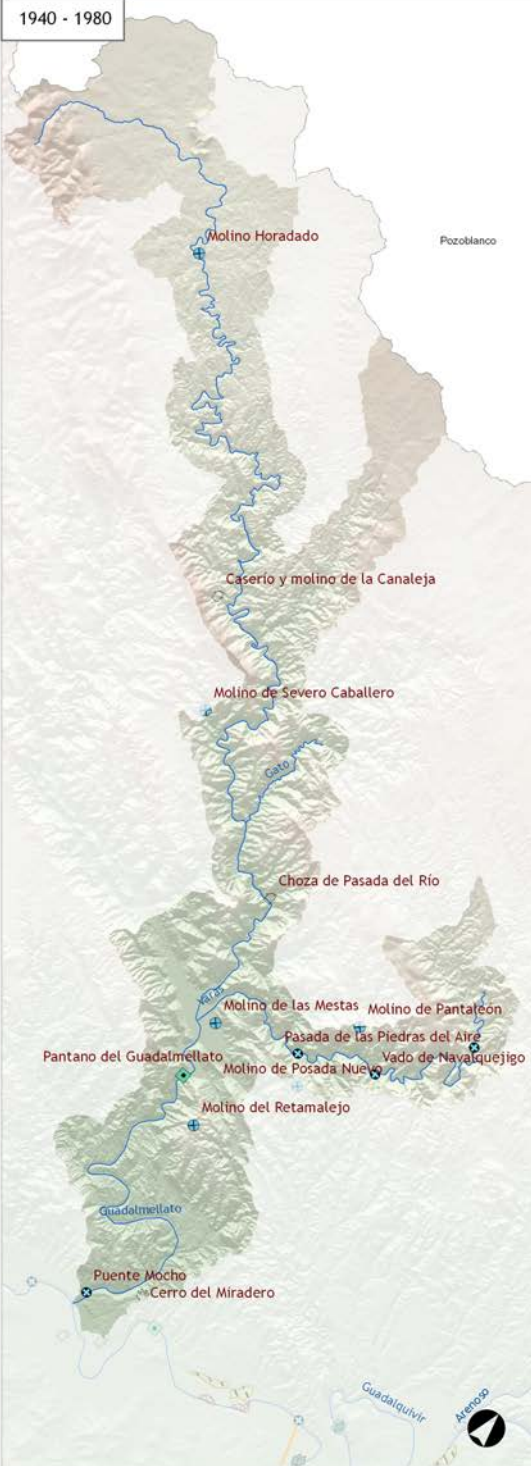 1940 - 1980
Molino Horadado
Pozoblanco
Caserio y molino de la Canaleja
Molino de Severo Caballero
Gato
Choza de Pasada del Río
Varas
Molino de las Mestas
Molino de Pantaleón
Pasada de las Piedras del Aire
Pantano del Guadalmellato
Molino de Posada Nuevo
Vado de Navalquejigo
Molino del Retamalejo
Guadalmellato
Puente Mocho
Cerro del Miradero
Guadalquivir
Arenoso